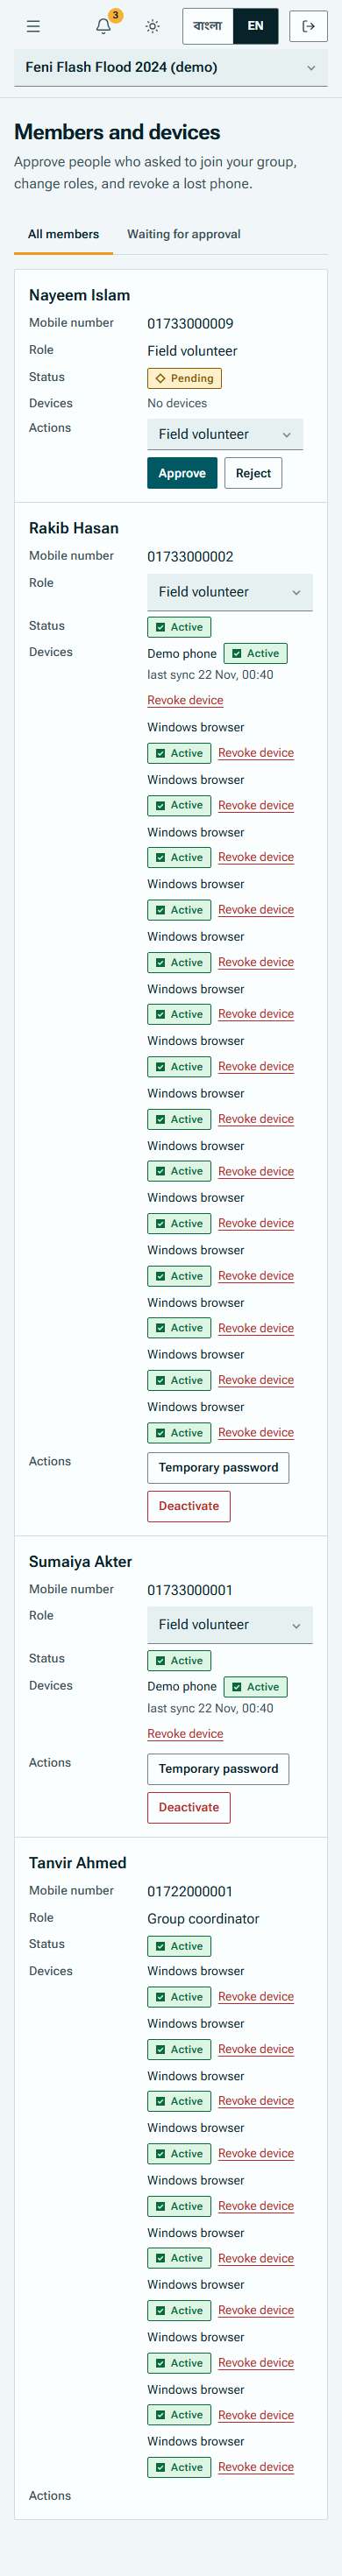 3
বাংলা
EN
Feni Flash Flood 2024 (demo)
Members and devices
Approve people who asked to join your group,
change roles, and revoke a lost phone.
All members
Waiting for approval
Nayeem Islam
Mobile number 01733000009
Role Field volunteer
Status Pending
Devices No devices
Actions Field volunteer
Approve Reject
Rakib Hasan
Mobile number 01733000002
Role Field volunteer
Status Active
Devices Demo phone Active
last sync 22 Nov, 00:40
Revoke device
Windows browser
Active Revoke device
Windows browser
Active Revoke device
Windows browser
Active Revoke device
Windows browser
Active Revoke device
Windows browser
Active Revoke device
Windows browser
Active Revoke device
Windows browser
Active Revoke device
Windows browser
Active Revoke device
Windows browser
Active Revoke device
Windows browser
Active Revoke device
Windows browser
Active Revoke device
Windows browser
Active Revoke device
Windows browser
Active Revoke device
Windows browser
Active Revoke device
Actions Temporary password
Deactivate
Sumaiya Akter
Mobile number 01733000001
Role Field volunteer
Status Active
Devices Demo phone Active
last sync 22 Nov, 00:40
Revoke device
Actions Temporary password
Deactivate
Tanvir Ahmed
Mobile number 01722000001
Role Group coordinator
Status Active
Devices Windows browser
Active Revoke device
Windows browser
Active Revoke device
Windows browser
Active Revoke device
Windows browser
Active Revoke device
Windows browser
Active Revoke device
Windows browser
Active Revoke device
Windows browser
Active Revoke device
Windows browser
Active Revoke device
Windows browser
Active Revoke device
Windows browser
Active Revoke device
Actions